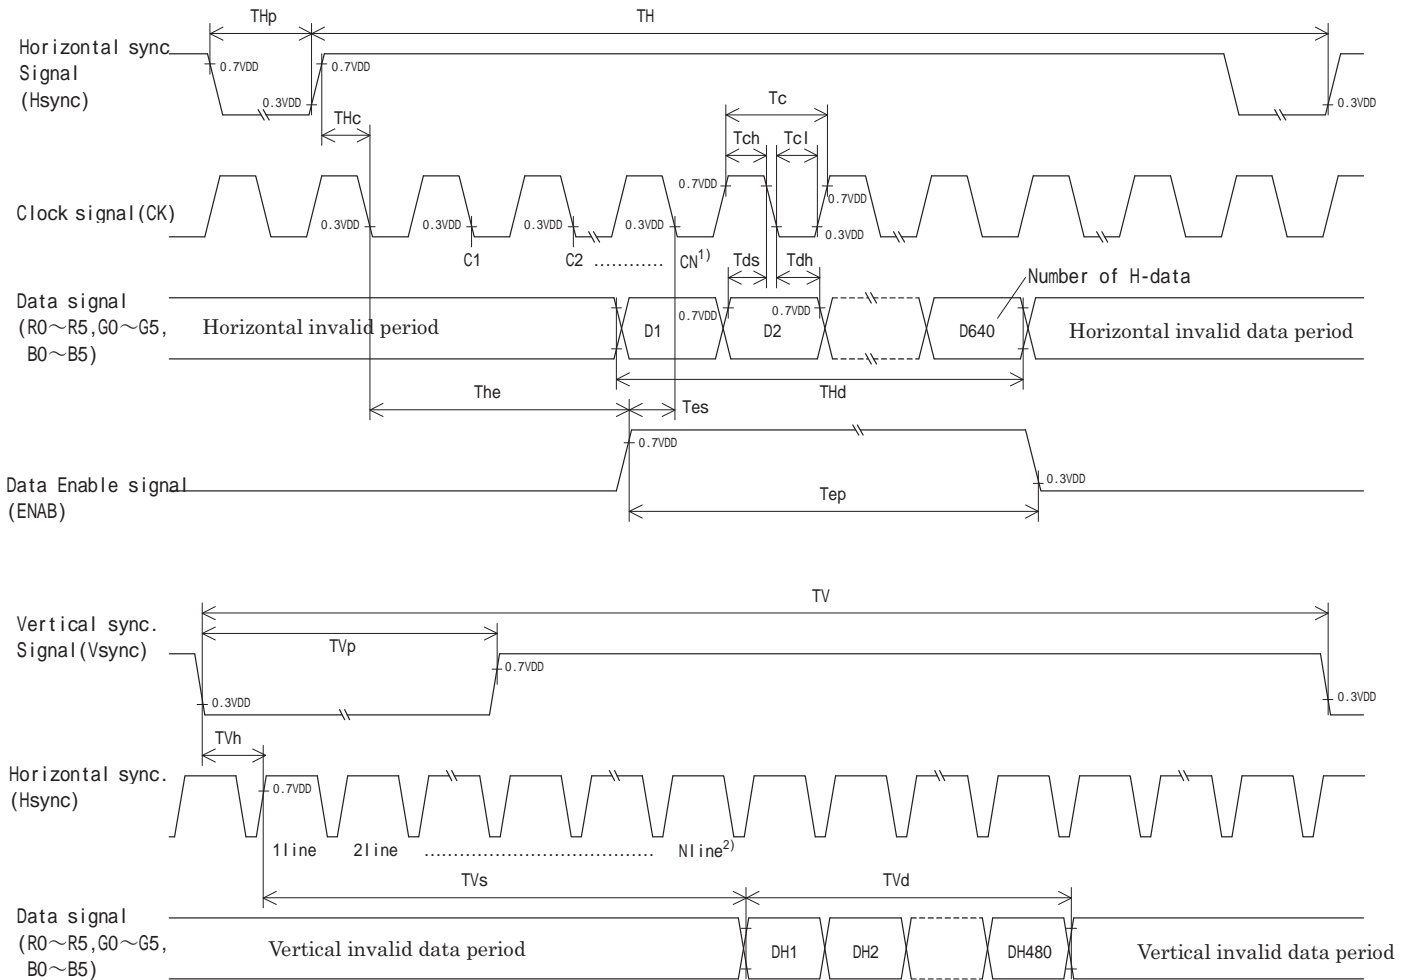 THp
TH
Horizontal sync
Signal
(Hsync)
0.7VDD
0.7VDD
0.3VDD
0.3VDD
THc
Tc
Tch
Tcl
Clock signal(CK)
0.7VDD
0.7VDD
0.3VDD
0.3VDD
0.3VDD
0.3VDD
0.3VDD
C1
C2
............
CN1)
Tds
Tdh
Number of H-data
Data signal
(R0～R5,G0～G5,
B0～B5)
Horizontal invalid period
D1
0.7VDD
D2
0.7VDD
D640
Horizontal invalid data period
THd
The
Tes
0.7VDD
Data Enable signal
(ENAB)
0.3VDD
Tep
TV
Vertical sync.
Signal(Vsync)
TVp
0.7VDD
0.3VDD
0.3VDD
TVh
Horizontal sync.
(Hsync)
0.7VDD
1line
2line
......................................
Nline2)
TVs
TVd
Data signal
(R0～R5,G0～G5,
B0～B5)
Vertical invalid data period
DH1
DH2
DH480
Vertical invalid data period